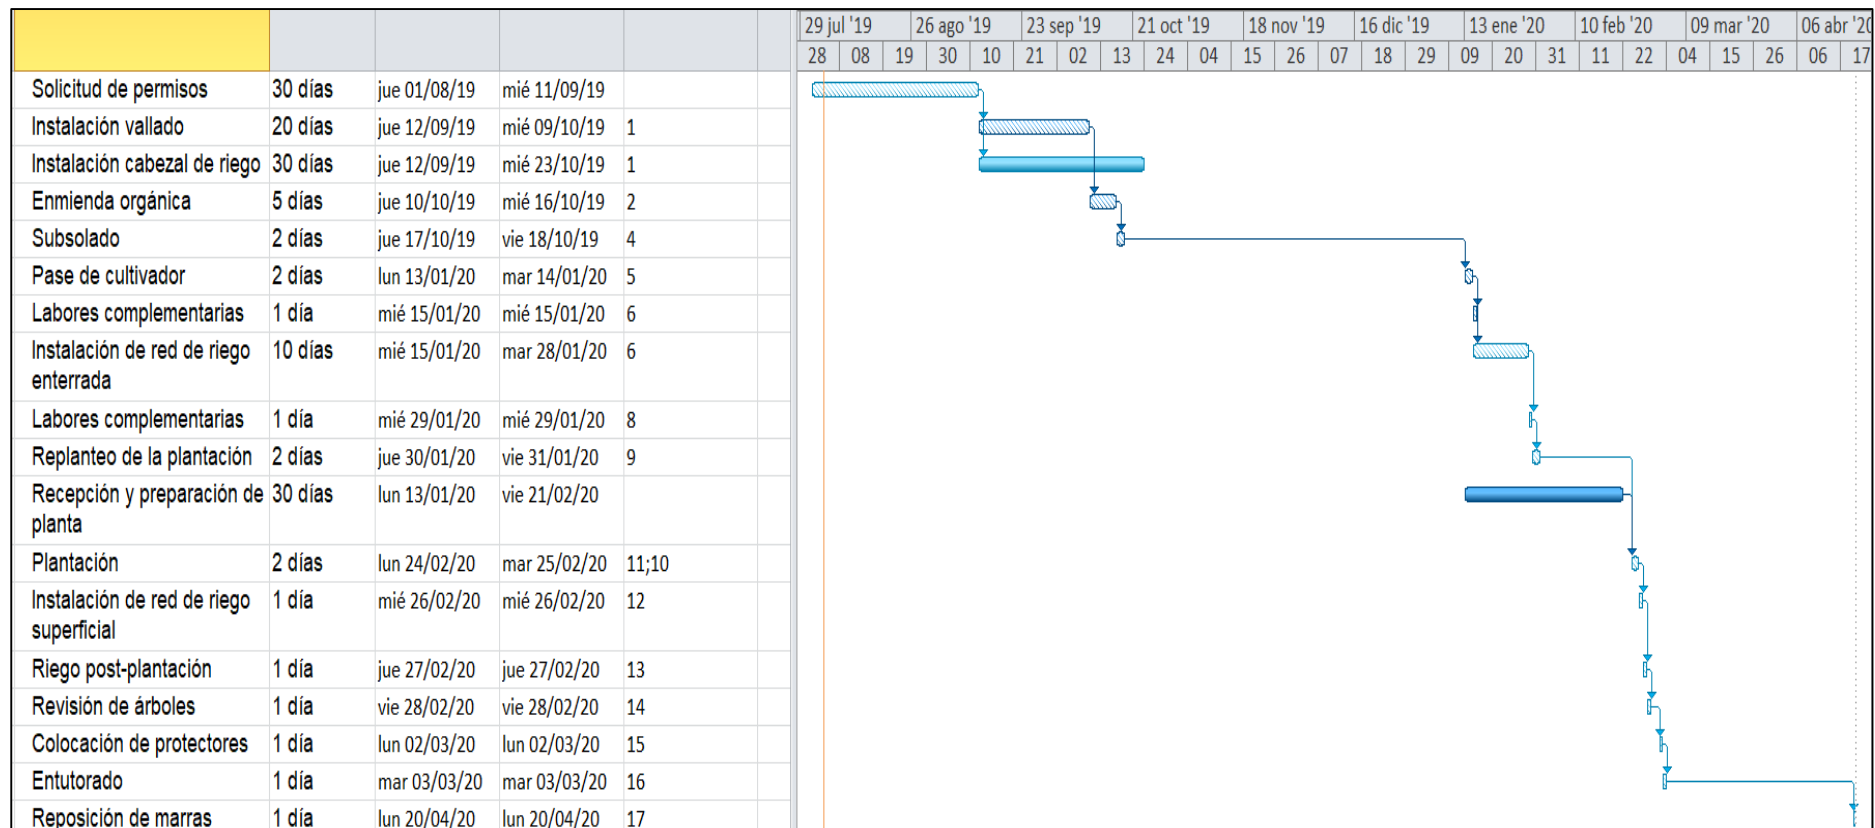 29 jul '19 26 ago '19 23 sep '19 21 oct '19 18 nov '19 16 dic '19 13 ene '20 10 feb '20 09 mar '20 06 abr '20
28 08 19 30 10 21 02 13 24 04 15 26 07 18 29 09 20 31 11 22 04 15 26 06 17
Solicitud de permisos 30 días jue 01/08/19 mié 11/09/19
Instalación vallado 20 días jue 12/09/19 mié 09/10/19 1
Instalación cabezal de riego 30 días jue 12/09/19 mié 23/10/19 1
Enmienda orgánica 5 días jue 10/10/19 mié 16/10/19 2
Subsolado 2 días jue 17/10/19 vie 18/10/19 4
Pase de cultivador 2 días lun 13/01/20 mar 14/01/20 5
Labores complementarias 1 día mié 15/01/20 mié 15/01/20 6
Instalación de red de riego 10 días mié 15/01/20 mar 28/01/20 6
enterrada
Labores complementarias 1 día mié 29/01/20 mié 29/01/20 8
Replanteo de la plantación 2 días jue 30/01/20 vie 31/01/20 9
Recepción y preparación de 30 días lun 13/01/20 vie 21/02/20
planta
Plantación 2 días lun 24/02/20 mar 25/02/20 11;10
Instalación de red de riego 1 día mié 26/02/20 mié 26/02/20 12
superficial
Riego post-plantación 1 día jue 27/02/20 jue 27/02/20 13
Revisión de árboles 1 día vie 28/02/20 vie 28/02/20 14
Colocación de protectores 1 día lun 02/03/20 lun 02/03/20 15
Entutorado 1 día mar 03/03/20 mar 03/03/20 16
Reposición de marras 1 día lun 20/04/20 lun 20/04/20 17